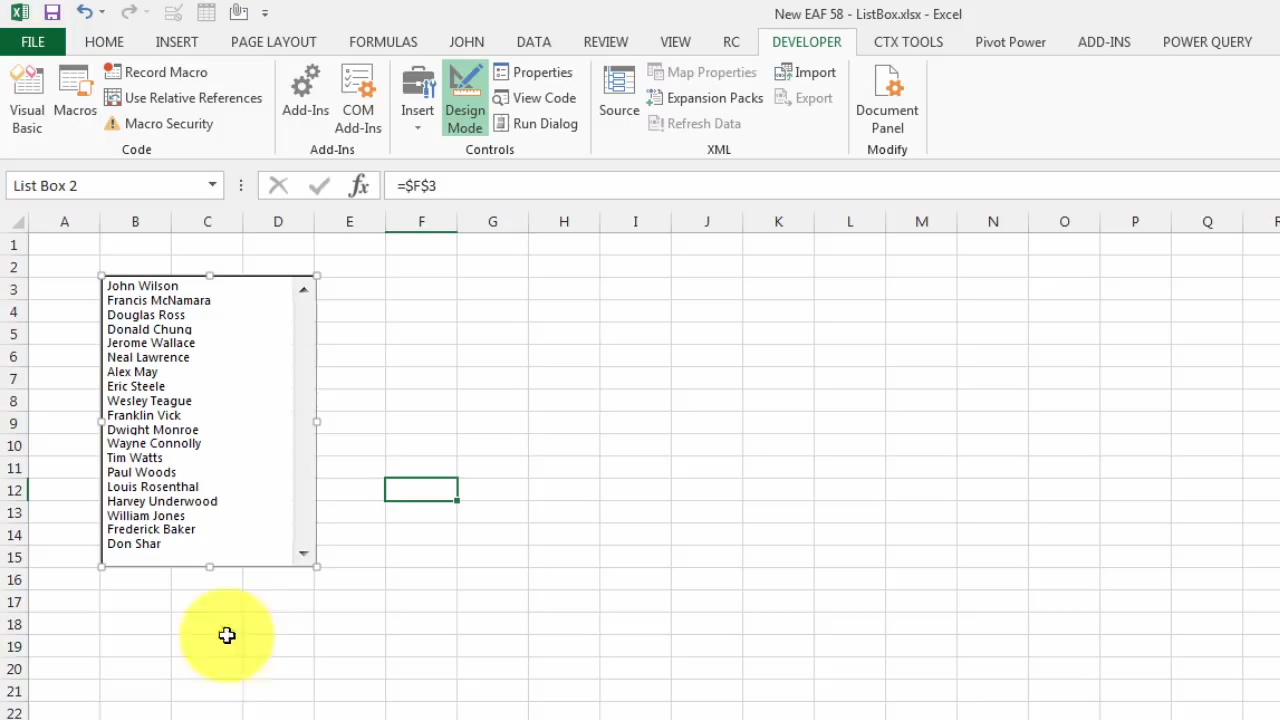 New EAF 58 - ListBox.xlsx - Excel
FILE HOME INSERT PAGE LAYOUT FORMULAS JOHN DATA REVIEW VIEW RC DEVELOPER CTX TOOLS Pivot Power ADD-INS POWER QUERY
Visual Basic
Macros
Record Macro
Use Relative References
Macro Security
Code
Add-Ins
COM Add-Ins
Add-Ins
Insert
Design Mode
Properties
View Code
Run Dialog
Controls
Source
Map Properties
Expansion Packs
Refresh Data
Import
Export
XML
Document Panel
Modify
List Box 2
fx
=$F$3
A B C D E F G H I J K L M N O P Q R
1
2
3
4
5
6
7
8
9
10
11
12
13
14
15
16
17
18
19
20
21
22
John Wilson
Francis McNamara
Douglas Ross
Donald Chung
Jerome Wallace
Neal Lawrence
Alex May
Eric Steele
Wesley Teague
Franklin Vick
Dwight Monroe
Wayne Connolly
Tim Watts
Paul Woods
Louis Rosenthal
Harvey Underwood
William Jones
Frederick Baker
Don Shar